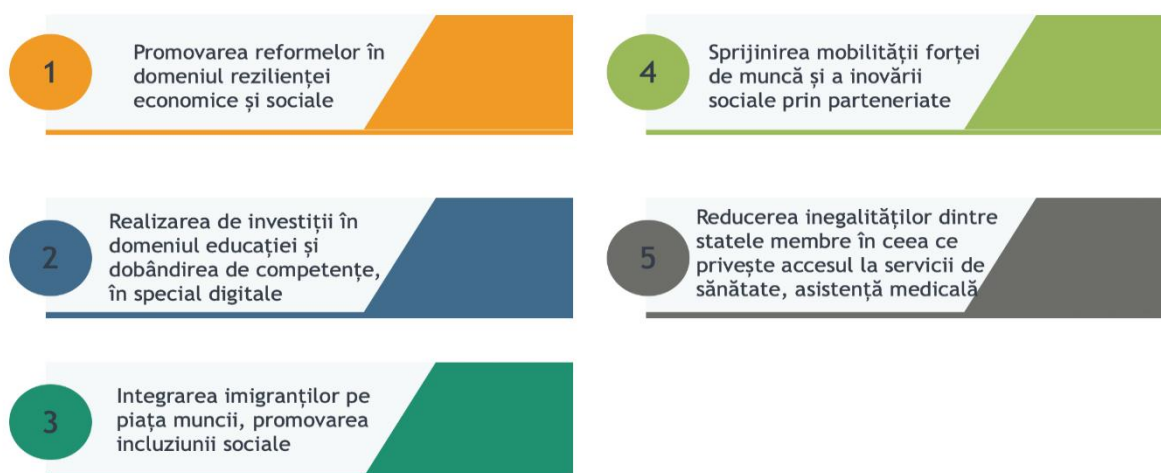 1
Promovarea reformelor în
domeniul rezilienței
economice și sociale
2
Realizarea de investiții în
domeniul educației și
dobândirea de competențe,
în special digitale
3
Integrarea imigranților pe
piața muncii, promovarea
incluziunii sociale
4
Sprijinirea mobilității forței
de muncă și a inovării
sociale prin parteneriate
5
Reducerea inegalităților dintre
statele membre în ceea ce
privește accesul la servicii de
sănătate, asistență medicală